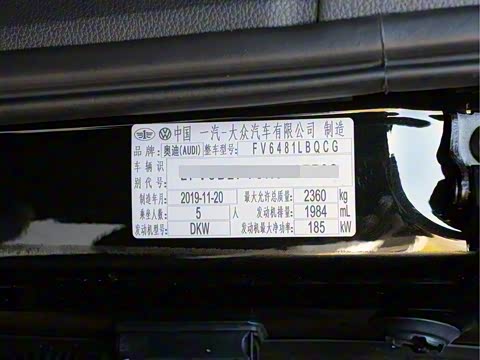 中国 一汽-大众汽车有限公司 制造
品牌: 奥迪(AUDI) 整车型号: FV6481LBQCG
车辆识
别代号:
制造年月: 2019-11-20 最大允许总质量: 2360 kg
乘坐人数: 5 人 发动机排量: 1984 mL
发动机型号: DKW 发动机最大净功率: 185 kW